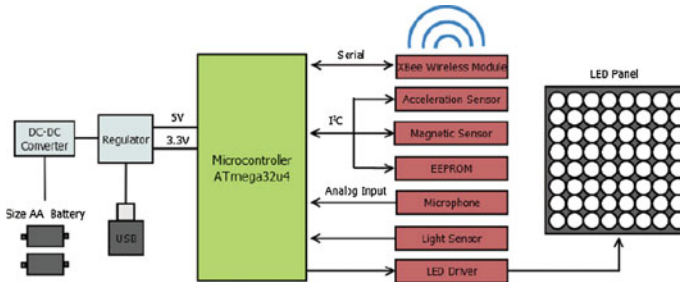 Serial
XBee Wireless Module
LED Panel
Acceleration Sensor
DC-DC
Converter
Regulator
5V
3.3V
I²C
Magnetic Sensor
Microcontroller
ATmega32u4
EEPROM
Analog Input
Microphone
Size AA Battery
USB
Light Sensor
LED Driver